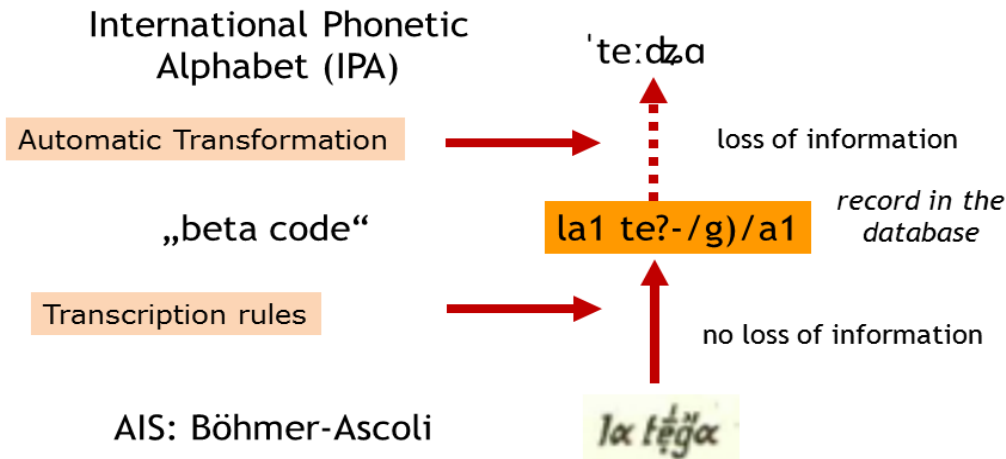 International Phonetic
Alphabet (IPA)
ˈteːʥɑ
Automatic Transformation
loss of information
„beta code“
la1 te?-/g)/a1
record in the
database
Transcription rules
no loss of information
AIS: Böhmer-Ascoli